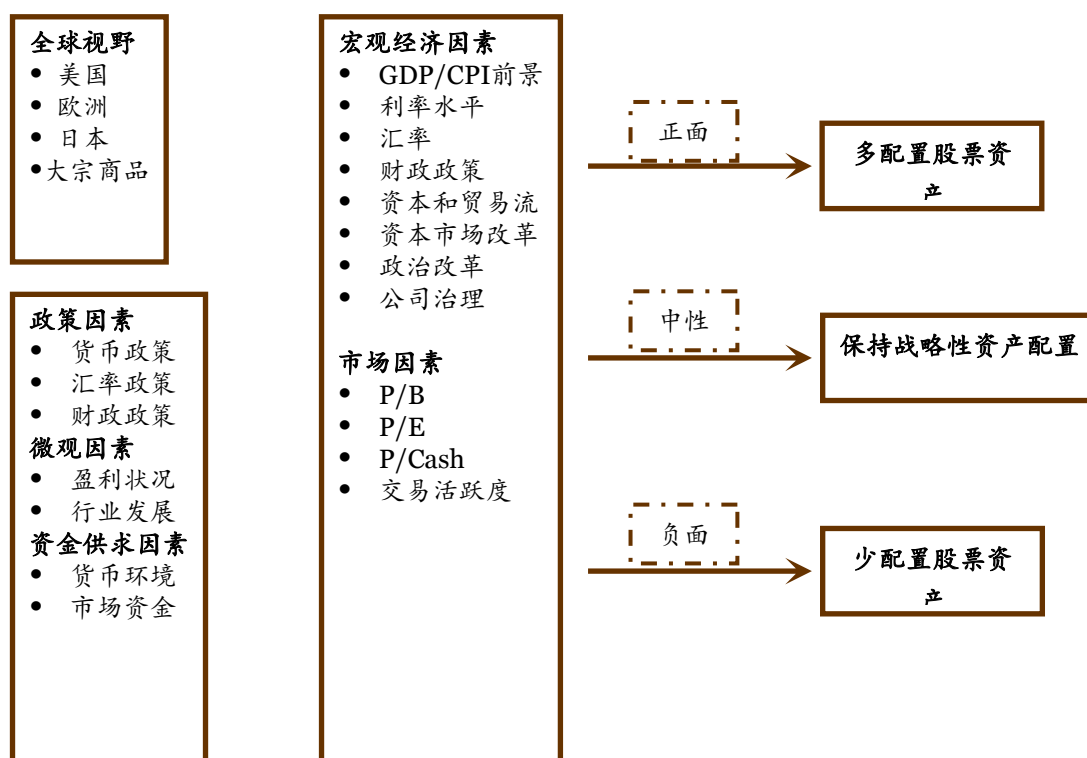 全球视野
• 美国
• 欧洲
• 日本
•大宗商品
政策因素
• 货币政策
• 汇率政策
• 财政政策
微观因素
• 盈利状况
• 行业发展
资金供求因素
• 货币环境
• 市场资金
宏观经济因素
• GDP/CPI前景
• 利率水平
• 汇率
• 财政政策
• 资本和贸易流
• 资本市场改革
• 政治改革
• 公司治理
市场因素
• P/B
• P/E
• P/Cash
• 交易活跃度
正面
多配置股票资
产
中性
保持战略性资产配置
负面
少配置股票资
产